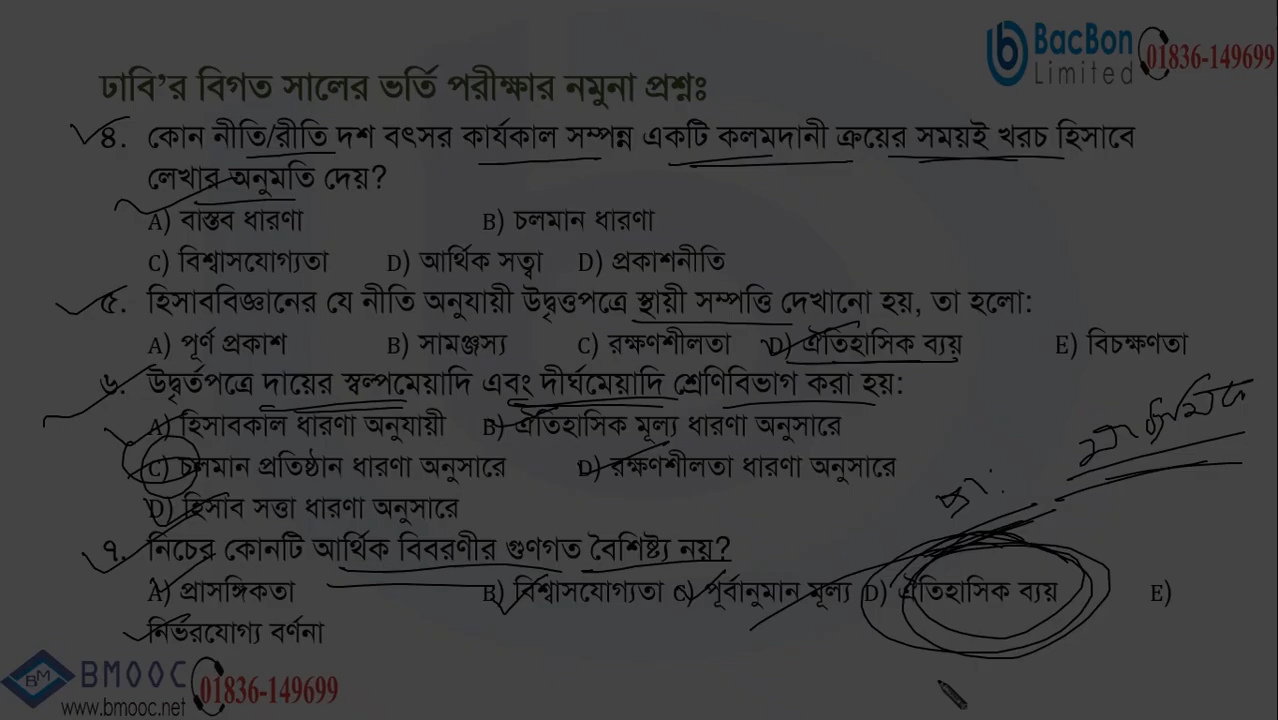 BacBon
Limited
01836-149699
ঢাবি’র বিগত সালের ভর্তি পরীক্ষার নমুনা প্রশ্নঃ
৪. কোন নীতি/রীতি দশ বৎসর কার্যকাল সম্পন্ন একটি কলমদানী ক্রয়ের সময়ই খরচ হিসাবে
লেখার অনুমতি দেয়?
A) বাস্তব ধারণা B) চলমান ধারণা
C) বিশ্বাসযোগ্যতা D) আর্থিক সত্বা D) প্রকাশনীতি
৫. হিসাববিজ্ঞানের যে নীতি অনুযায়ী উদ্বৃত্তপত্রে স্থায়ী সম্পত্তি দেখানো হয়, তা হলো:
A) পূর্ণ প্রকাশ B) সামঞ্জস্য C) রক্ষণশীলতা D) ঐতিহাসিক ব্যয় E) বিচক্ষণতা
৬. উদ্বৃর্তপত্রে দায়ের স্বল্পমেয়াদি এবং দীর্ঘমেয়াদি শ্রেণিবিভাগ করা হয়:
A) হিসাবকাল ধারণা অনুযায়ী B) ঐতিহাসিক মূল্য ধারণা অনুসারে
C) চলমান প্রতিষ্ঠান ধারণা অনুসারে D) রক্ষণশীলতা ধারণা অনুসারে
D) হিসাব সত্তা ধারণা অনুসারে
৭. নিচের কোনটি আর্থিক বিবরণীর গুণগত বৈশিষ্ট্য নয়?
A) প্রাসঙ্গিকতা B) বিশ্বাসযোগ্যতা C) পূর্বানুমান মূল্য D) ঐতিহাসিক ব্যয় E)
নির্ভরযোগ্য বর্ণনা
BM BMOOC
www.bmooc.net
01836-149699